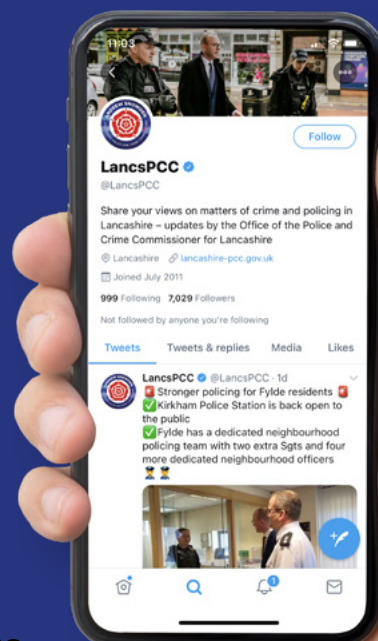 11:03
Follow
LancsPCC
@LancsPCC
Share your views on matters of crime and policing in
Lancashire – updates by the Office of the Police and
Crime Commissioner for Lancashire
Lancashire lancashire-pcc.gov.uk
Joined July 2011
999 Following 7,029 Followers
Not followed by anyone you're following
Tweets Tweets & replies Media Likes
LancsPCC @LancsPCC · 1d
🚨 Stronger policing for Fylde residents 🚨
✅Kirkham Police Station is back open to
the public
✅Fylde has a dedicated neighbourhood
policing team with two extra Sgts and four
more dedicated neighbourhood officers
1